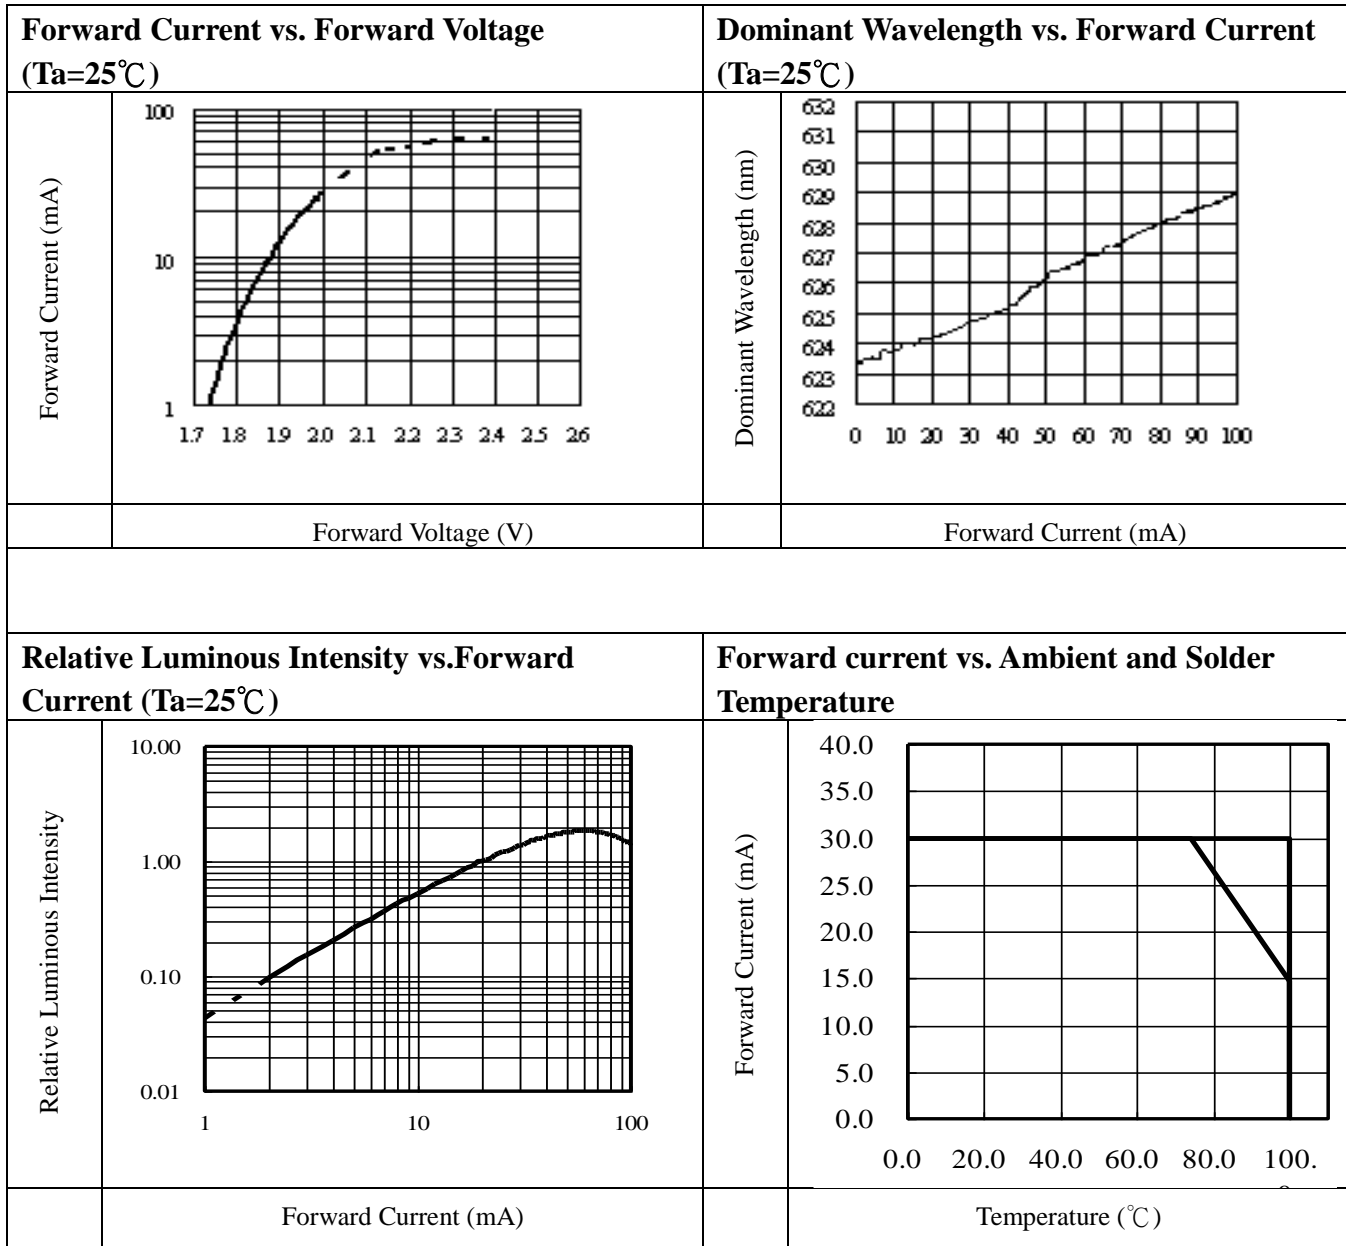 Forward Current vs. Forward Voltage
(Ta=25℃)
Dominant Wavelength vs. Forward Current
(Ta=25℃)
Forward Current (mA)
100
10
1
1.7 1.8 1.9 2.0 2.1 2.2 2.3 2.4 2.5 2.6
Forward Voltage (V)
Dominant Wavelength (nm)
632
631
630
629
628
627
626
625
624
623
622
0 10 20 30 40 50 60 70 80 90 100
Forward Current (mA)
Relative Luminous Intensity vs.Forward
Current (Ta=25℃)
Forward current vs. Ambient and Solder
Temperature
Relative Luminous Intensity
10.00
1.00
0.10
0.01
1 10 100
Forward Current (mA)
Forward Current (mA)
40.0
35.0
30.0
25.0
20.0
15.0
10.0
5.0
0.0
0.0 20.0 40.0 60.0 80.0 100.
Temperature (℃)